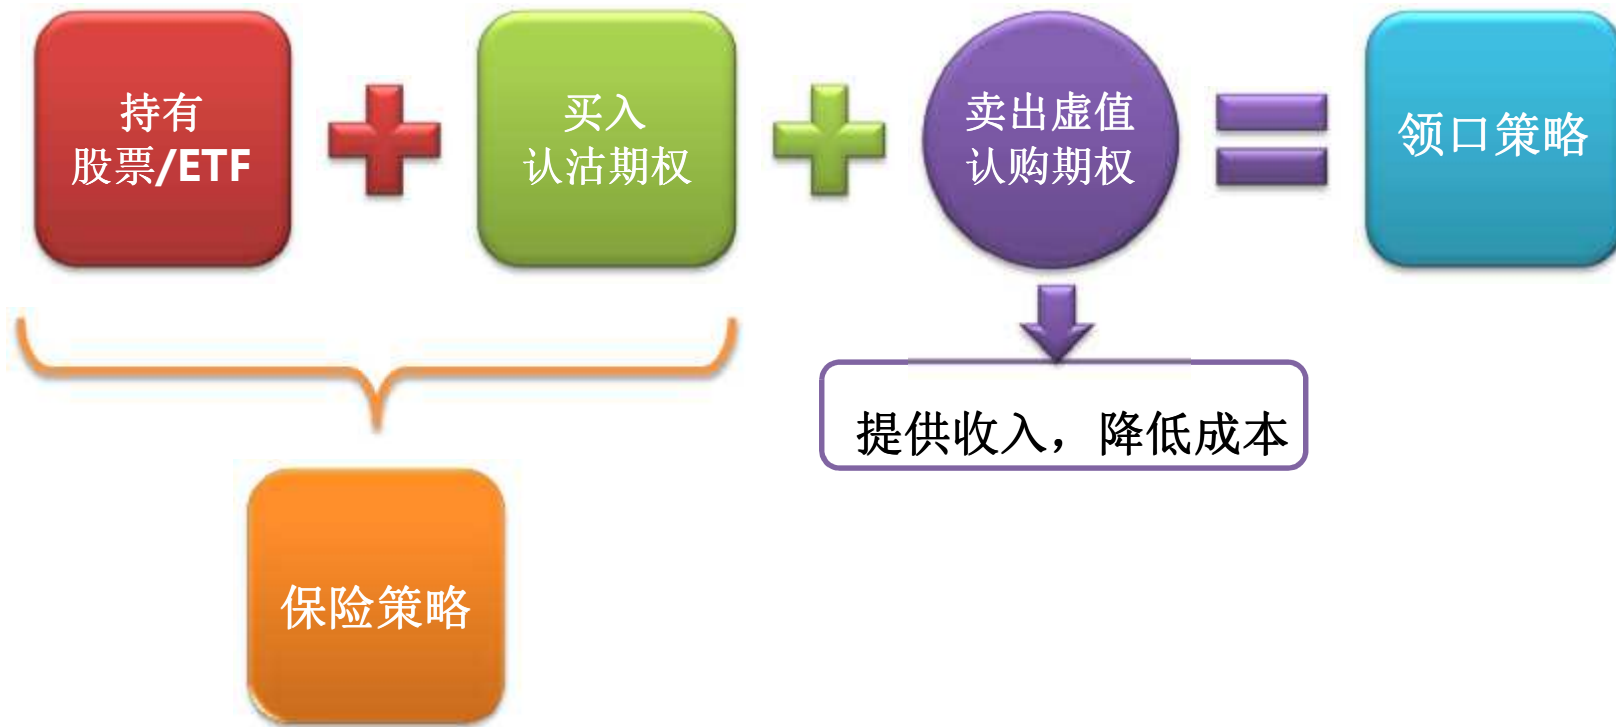 持有
股票/ETF
买入
认沽期权
卖出虚值
认购期权
领口策略
提供收入，降低成本
保险策略